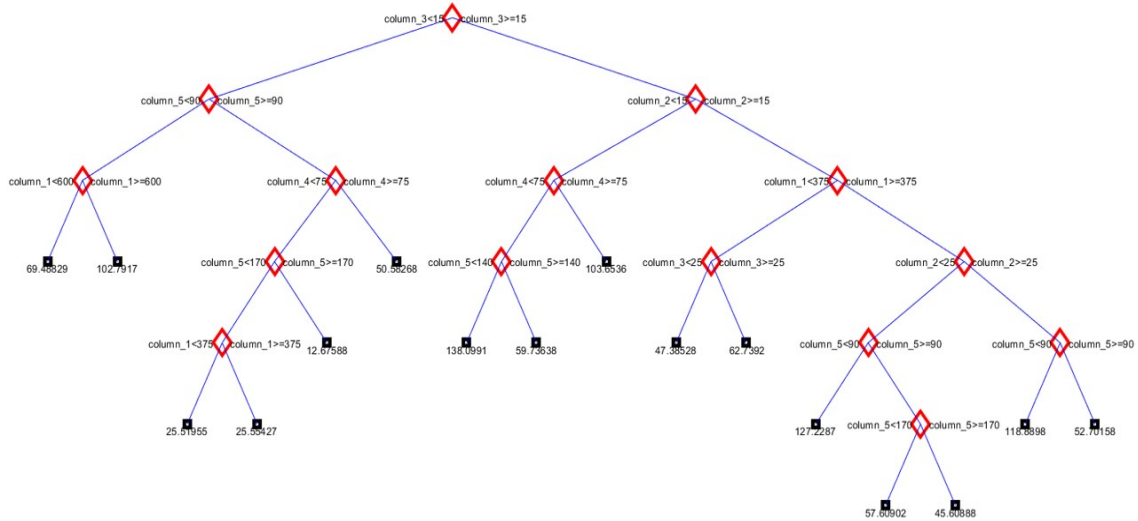 column_3<15 column_3>=15
column_5<90 column_5>=90 column_2<15 column_2>=15
column_1<600 column_1>=600 column_4<75 column_4>=75 column_4<75 column_4>=75 column_1<375 column_1>=375
69.48829 102.7917 column_5<170 column_5>=170 50.58268 column_5<140 column_5>=140 103.6536 column_3<25 column_3>=25 column_2<25 column_2>=25
column_1<375 column_1>=375 12.67588 138.0991 59.73638 47.38528 62.7392 column_5<90 column_5>=90 column_5<90 column_5>=90
25.51955 25.55427 127.2287 column_5<170 column_5>=170 118.8898 52.70158
57.60902 45.60888